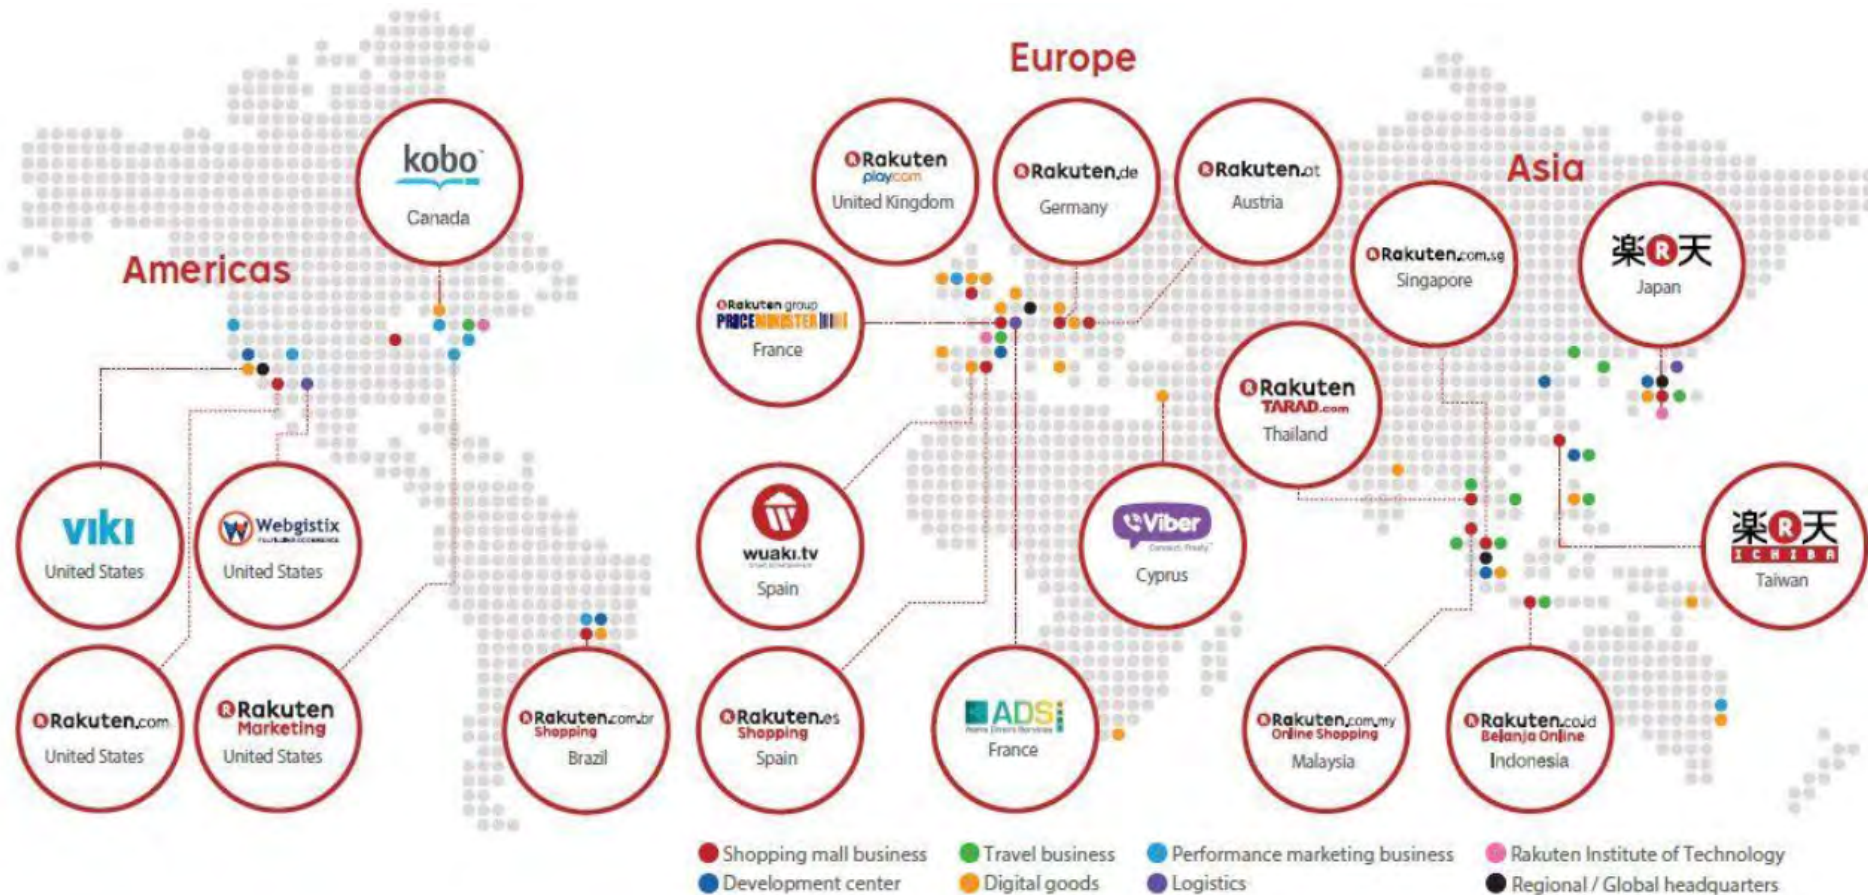 Europe
Asia
Americas
kobo
Canada
Rakuten
play.com
United Kingdom
Rakuten.de
Germany
Rakuten.at
Austria
Rakuten.com.sg
Singapore
楽R天
Japan
Rakuten group
PRICEMINISTER
France
Rakuten
TARAD.com
Thailand
viki
United States
Webgistix
United States
wuaki.tv
Spain
Viber
Cyprus
楽R天
ICHIBA
Taiwan
Rakuten.com
United States
Rakuten
Marketing
United States
Rakuten.com.br
Shopping
Brazil
Rakuten.es
Shopping
Spain
ADS
France
Rakuten.com.my
Online Shopping
Malaysia
Rakuten.co.id
Belanja Online
Indonesia
Shopping mall business
Travel business
Performance marketing business
Rakuten Institute of Technology
Development center
Digital goods
Logistics
Regional / Global headquarters